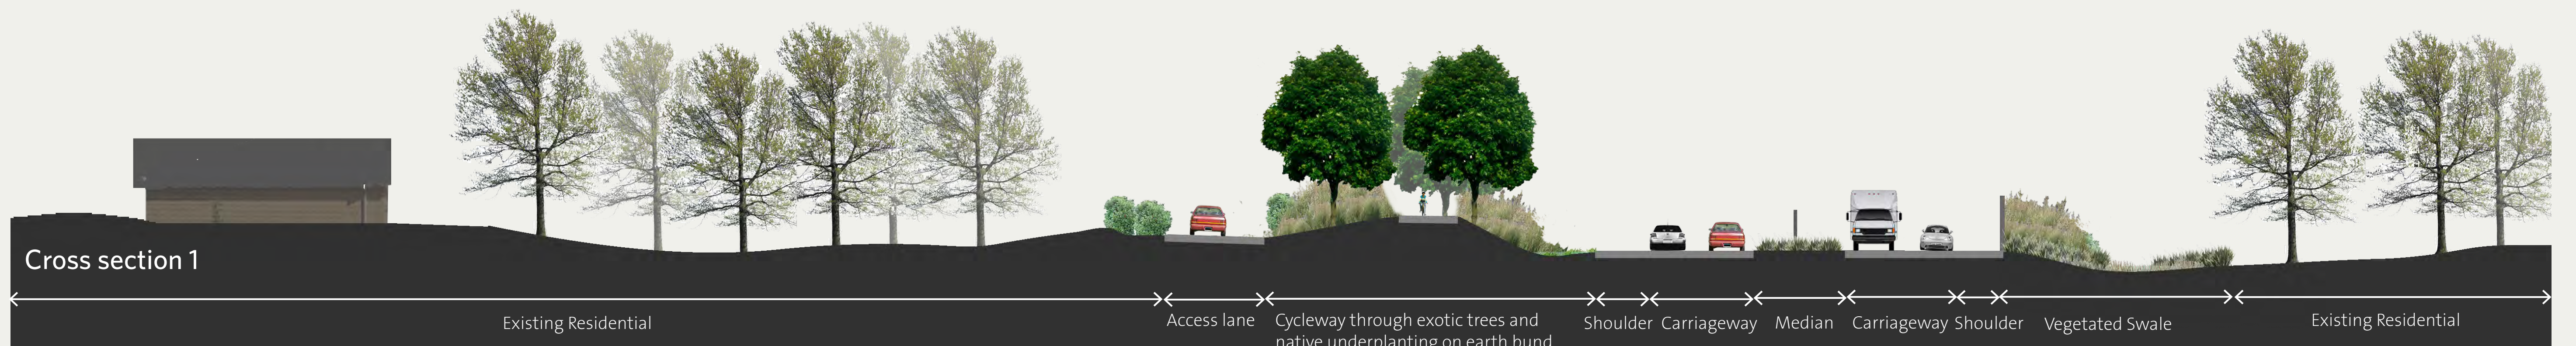 Cross section 1
Existing Residential
Access lane
Cycleway through exotic trees and
native underplanting on earth bund
Shoulder
Carriageway
Median
Carriageway
Shoulder
Vegetated Swale
Existing Residential